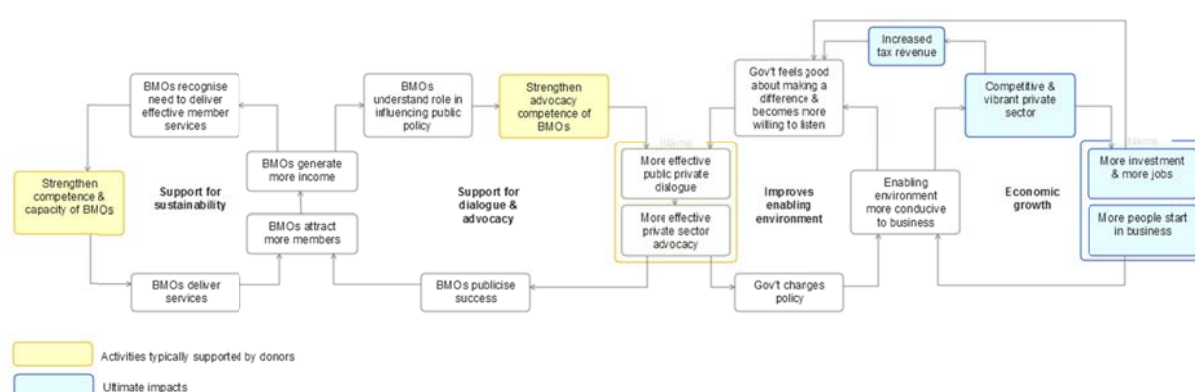 Increased
tax revenue
BMOs recognise
need to deliver
effective member
services
BMOs
understand role in
influencing public
policy
Strengthen
advocacy
competence of
BMOs
Gov't feels good
about making a
difference &
becomes more
willing to listen
Competitive &
vibrant private
sector
Name
Name
BMOs generate
more income
More effective
public private
dialogue
More investment
& more jobs
Strengthen
competence &
capacity of BMOs
Support for
sustainability
Support for
dialogue &
advocacy
Improves
enabling
environment
Enabling
environment
more conducive
to business
Economic
growth
BMOs attract
more members
More effective
private sector
advocacy
More people start
in business
BMOs deliver
services
BMOs publicise
success
Gov't changes
policy
Activities typically supported by donors
Ultimate impacts